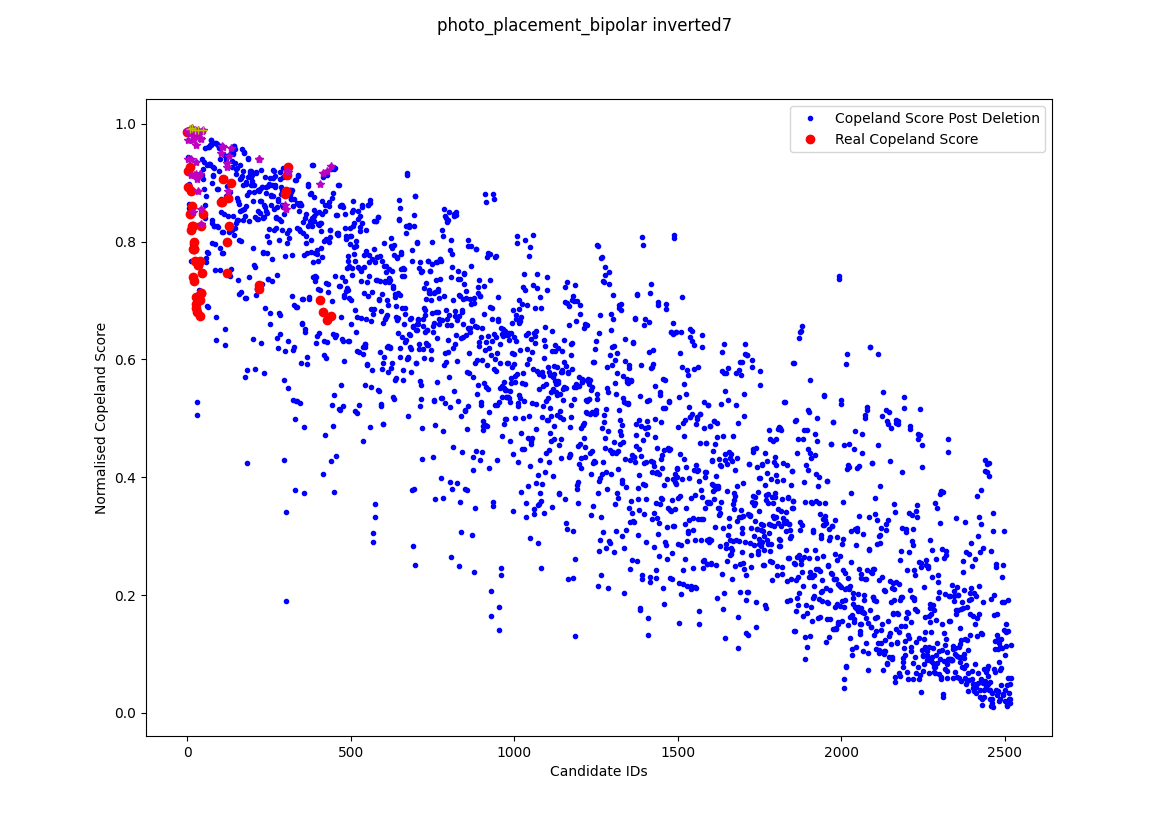 photo_placement_bipolar inverted7
Copeland Score Post Deletion
Real Copeland Score
1.0
0.8
0.6
0.4
0.2
0.0
Normalised Copeland Score
0
500
1000
1500
2000
2500
Candidate IDs